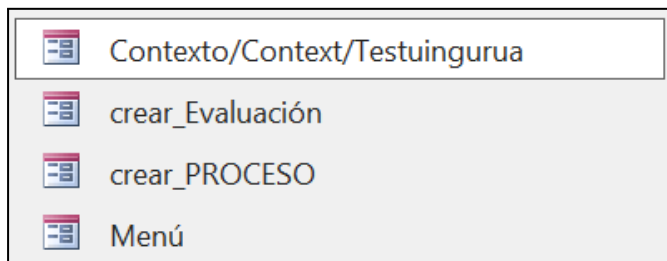 Contexto/Context/Testuingurua
crear_Evaluación
crear_PROCESO
Menú